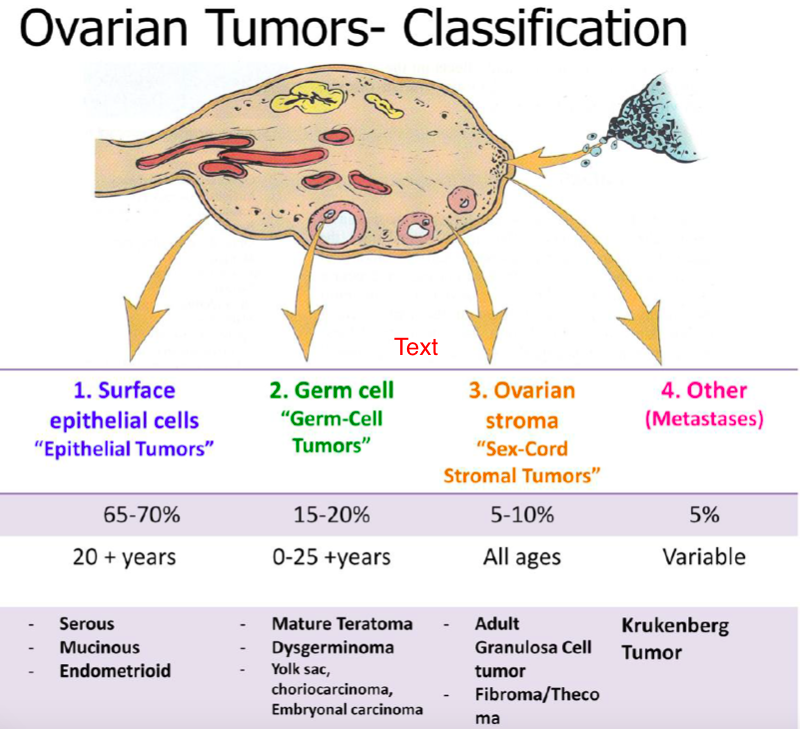 Ovarian Tumors- Classification
Text
1. Surface
epithelial cells
“Epithelial Tumors”
2. Germ cell
“Germ-Cell
Tumors”
3. Ovarian
stroma
“Sex-Cord
Stromal Tumors”
4. Other
(Metastases)
65-70%
15-20%
5-10%
5%
20 + years
0-25 +years
All ages
Variable
- Serous
- Mucinous
- Endometrioid
- Mature Teratoma
- Dysgerminoma
- Yolk sac,
choriocarcinoma,
Embryonal carcinoma
- Adult
Granulosa Cell
tumor
- Fibroma/Theco
ma
Krukenberg
Tumor